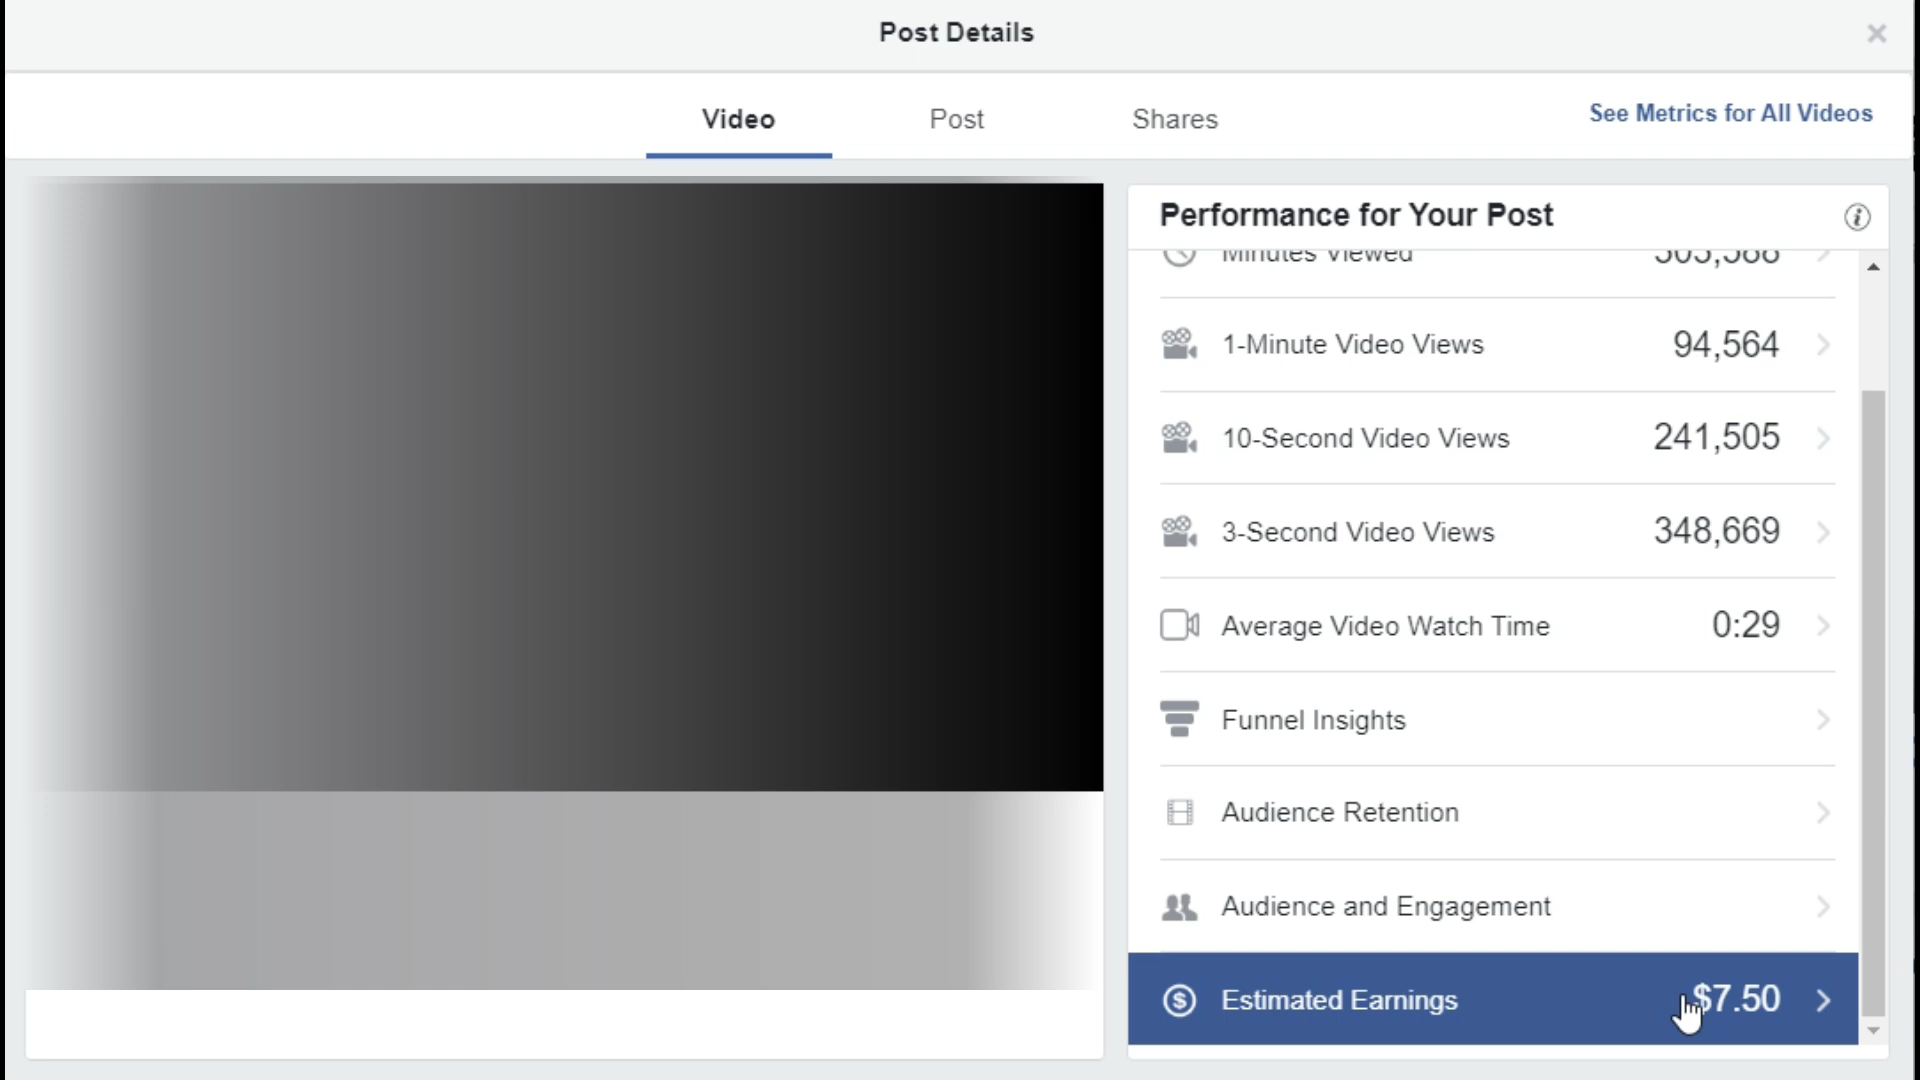 Post Details
Video
Post
Shares
See Metrics for All Videos
Performance for Your Post
Minutes Viewed
1-Minute Video Views 94,564
10-Second Video Views 241,505
3-Second Video Views 348,669
Average Video Watch Time 0:29
Funnel Insights
Audience Retention
Audience and Engagement
Estimated Earnings $7.50